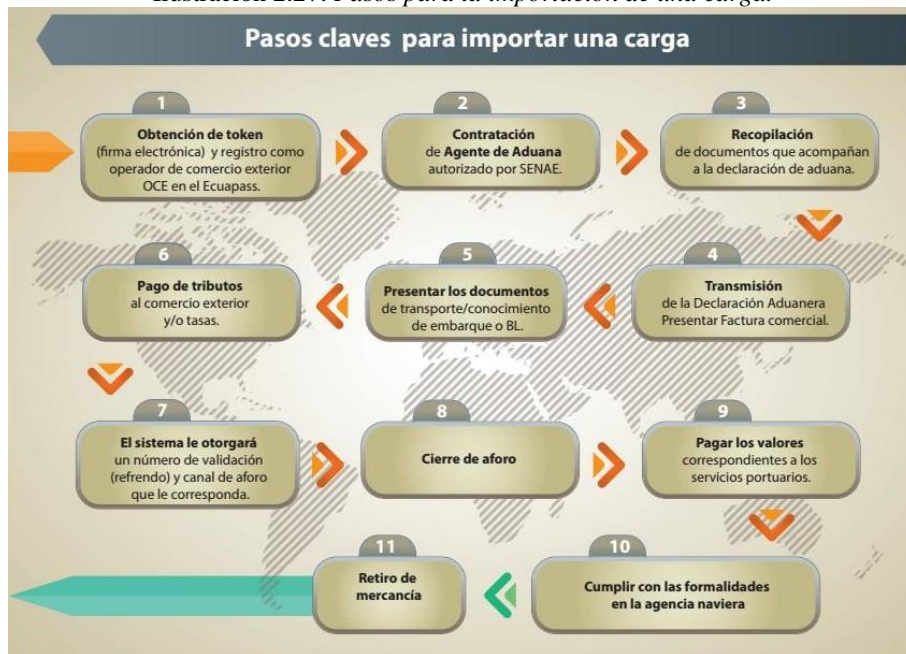 Ilustración 2.27. Pasos para la importación de una carga.
Pasos claves para importar una carga
1
Obtención de token
(firma electrónica) y registro como
operador de comercio exterior
OCE en el Ecuapass.
2
Contratación
de Agente de Aduana
autorizado por SENAE.
3
Recopilación
de documentos que acompañan
a la declaración de aduana.
4
Transmisión
de la Declaración Aduanera
Presentar Factura comercial.
5
Presentar los documentos
de transporte/conocimiento
de embarque o BL.
6
Pago de tributos
al comercio exterior
y/o tasas.
7
El sistema le otorgará
un número de validación
(refrendo) y canal de aforo
que le corresponda.
8
Cierre de aforo
9
Pagar los valores
correspondientes a los
servicios portuarios.
10
Cumplir con las formalidades
en la agencia naviera
11
Retiro de
mercancía